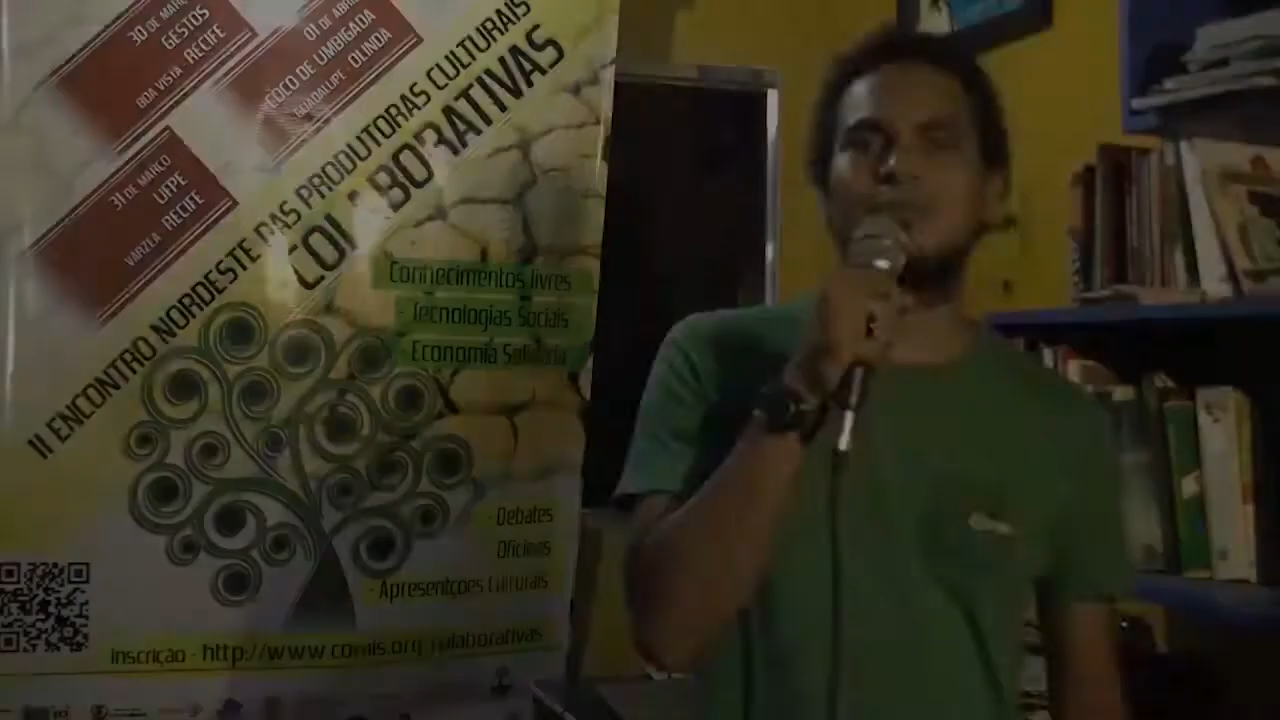 30 DE MARÇO
GESTOS
BOA VISTA RECIFE
01 DE ABRIL
COCO DE UMBIGADA
GUADALUPE OLINDA
31 DE MARÇO
UFPE
VARZEA RECIFE
II ENCONTRO NORDESTE DAS PRODUTORAS CULTURAIS
COLABORATIVAS
Conhecimentos livres
- Tecnologias Sociais
- Economia Solidária
- Debates
Oficinas
- Apresentções Culturais
Inscrição - http://www.corais.org/colaborativas